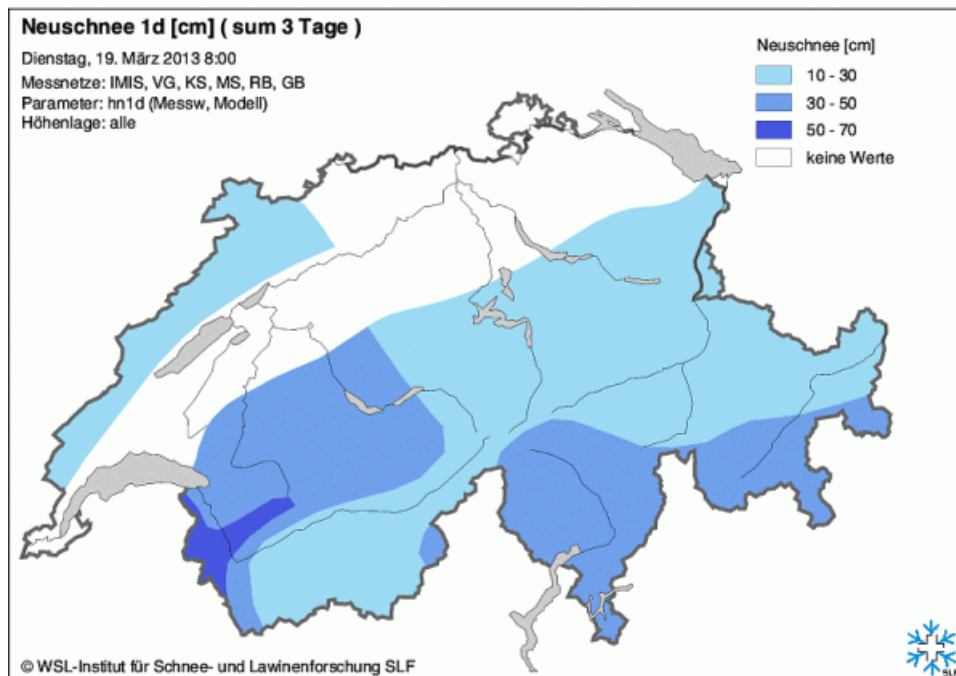 Neuschnee 1d [cm] ( sum 3 Tage )
Dienstag, 19. März 2013 8:00
Messnetze: IMIS, VG, KS, MS, RB, GB
Parameter: hn1d (Messw, Modell)
Höhenlage: alle
Neuschnee [cm]
10 - 30
30 - 50
50 - 70
keine Werte
© WSL-Institut für Schnee- und Lawinenforschung SLF
SLF